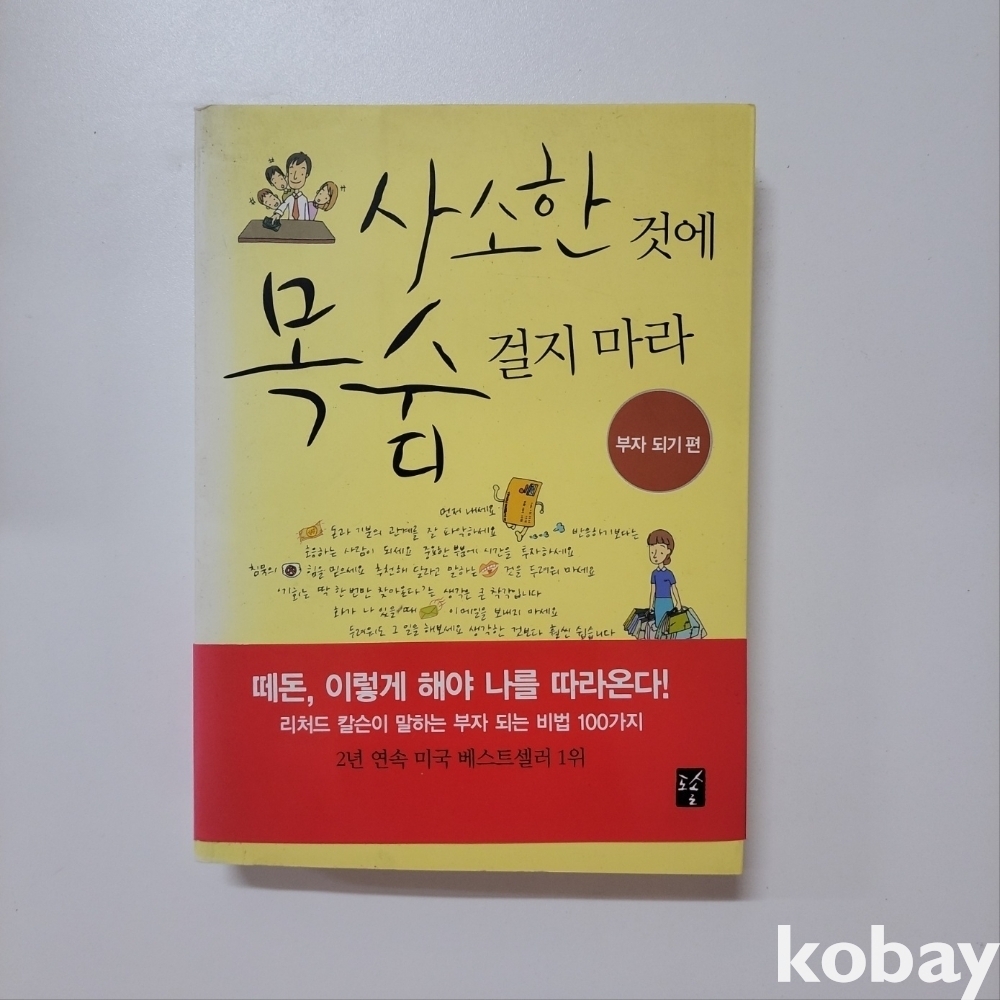 사소한 것에
목숨 걸지 마라
부자 되기 편
먼저 내세요
돈과 기분의 관계를 잘 파악하세요 반응하기보다는
호응하는 사람이 되세요 중요한 부분에 시간을 투자하세요
침묵의 힘을 믿으세요 충천해 달라고 말하는 것을 두려워 마세요
'기회는 딱 한 번만 찾아온다'는 생각은 큰 착각입니다
화가 나 있을 때 이메일을 보내지 마세요
두려워도 그 일을 해보세요 생각한 것보다 훨씬 쉽습니다
떼돈, 이렇게 해야 나를 따라온다!
리처드 칼슨이 말하는 부자 되는 비법 100가지
2년 연속 미국 베스트셀러 1위
도솔
kobay